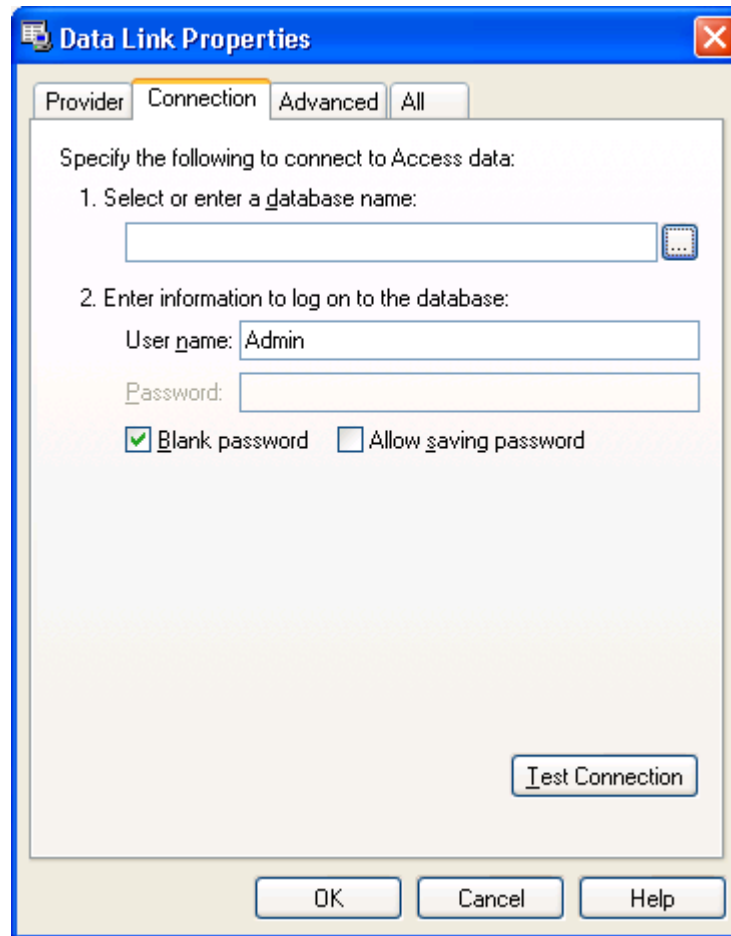 Data Link Properties
Provider Connection Advanced All
Specify the following to connect to Access data:
1. Select or enter a database name:
...
2. Enter information to log on to the database:
User name: Admin
Password:
Blank password Allow saving password
Test Connection
OK Cancel Help